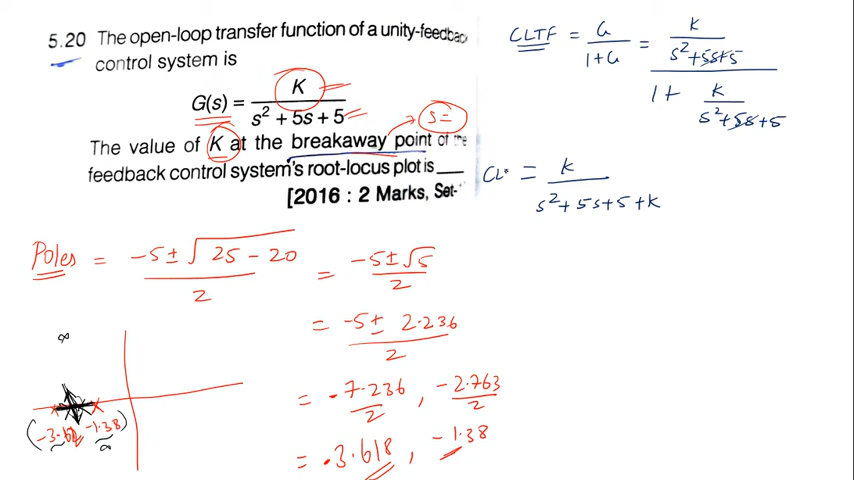 5.20 The open-loop transfer function of a unity-feedbac
control system is
G(s) = K / (s² + 5s + 5)
s=
The value of K at the breakaway point of the
feedback control system's root-locus plot is ___
[2016 : 2 Marks, Set-
CLTF = G / (1+G) = (K / (s²+5s+5)) / (1 + K / (s²+5s+5))
CL = K / (s²+5s+5+K)
Poles = (-5 ± √(25 - 20)) / 2 = (-5±√5) / 2
= (-5 ± 2.236) / 2
= -7.236/2 , -2.763/2
= -3.618 , -1.38
∞
-1.38
∞